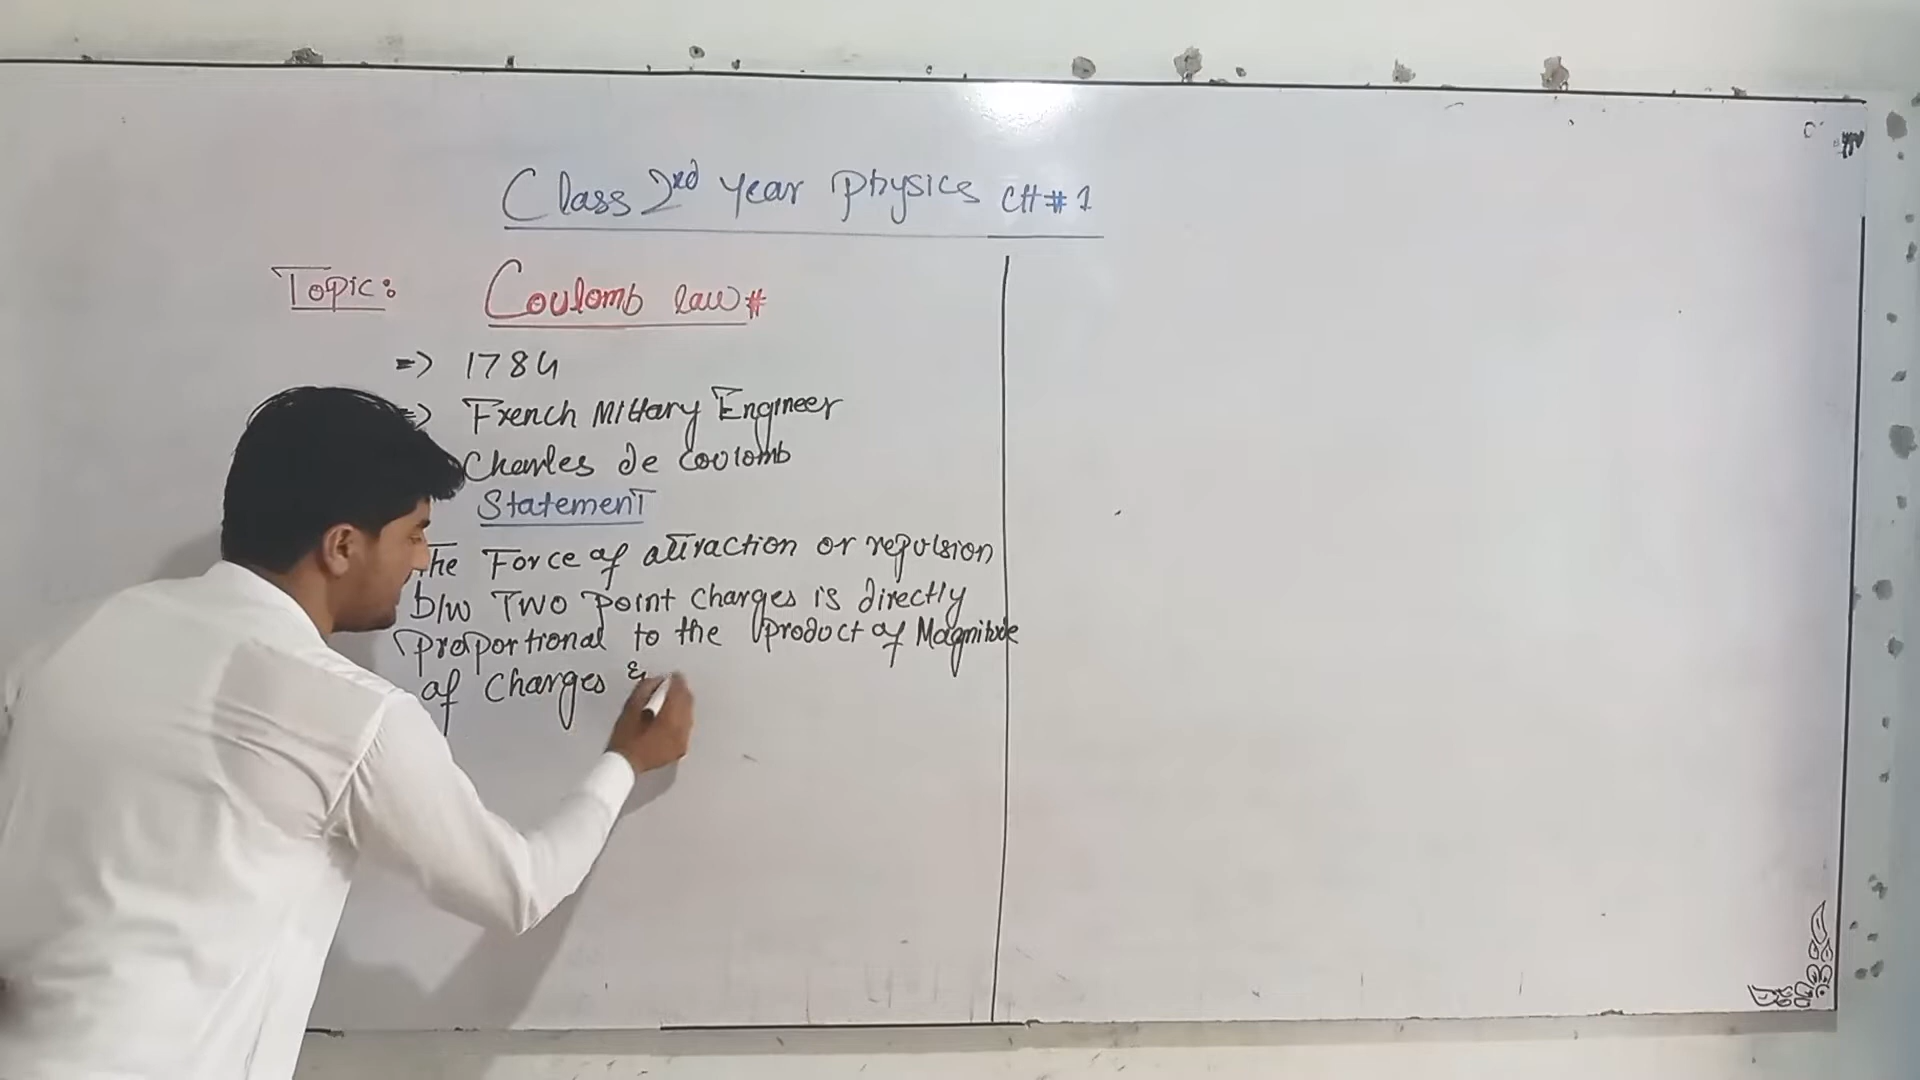 Class 2nd year Physics CH#1
Topic: Coulomb law#
=> 1784
=> French Military Engineer
Charles de Coulomb
Statement
The Force of attraction or repulsion
b/w Two point charges is directly
proportional to the product of Magnitude
of Charges &